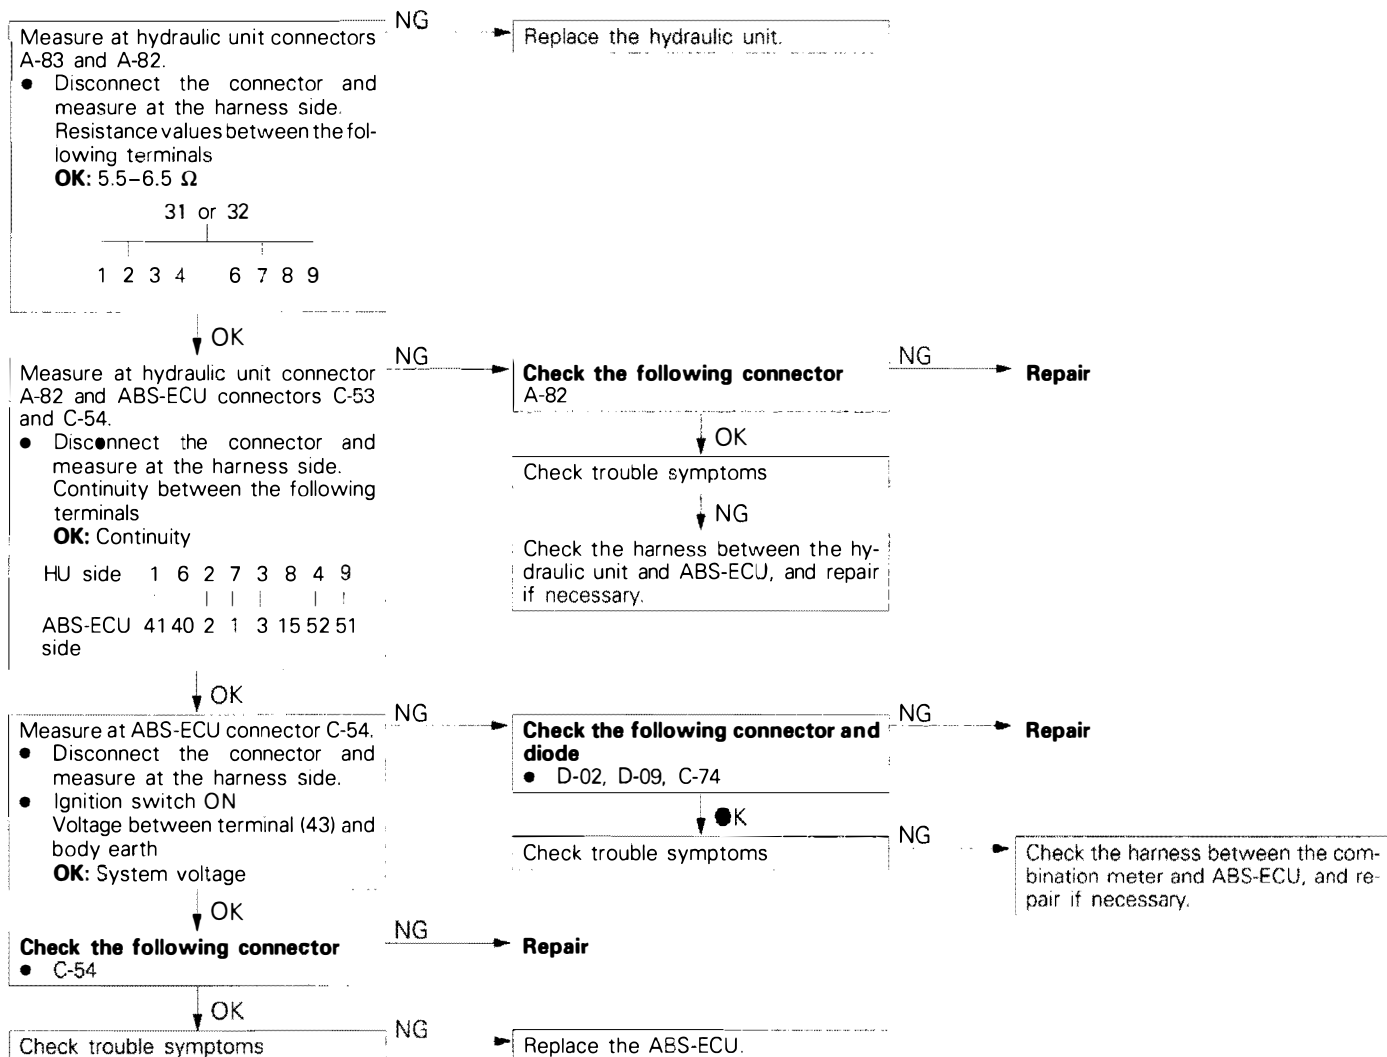 Measure at hydraulic unit connectors
A-83 and A-82.
● Disconnect the connector and
measure at the harness side.
Resistance values between the fol-
lowing terminals
OK: 5.5–6.5 Ω
31 or 32
1 2 3 4 6 7 8 9
NG
Replace the hydraulic unit.
OK
Measure at hydraulic unit connector
A-82 and ABS-ECU connectors C-53
and C-54.
● Disconnect the connector and
measure at the harness side.
Continuity between the following
terminals
OK: Continuity
HU side 1 6 2 7 3 8 4 9
ABS-ECU 41 40 2 1 3 15 52 51
side
NG
Check the following connector
A-82
NG
Repair
OK
Check trouble symptoms
NG
Check the harness between the hy-
draulic unit and ABS-ECU, and repair
if necessary.
OK
Measure at ABS-ECU connector C-54.
● Disconnect the connector and
measure at the harness side.
● Ignition switch ON
Voltage between terminal (43) and
body earth
OK: System voltage
NG
Check the following connector and
diode
● D-02, D-09, C-74
NG
Repair
OK
Check trouble symptoms
NG
Check the harness between the com-
bination meter and ABS-ECU, and re-
pair if necessary.
OK
Check the following connector
● C-54
NG
Repair
OK
Check trouble symptoms
NG
Replace the ABS-ECU.